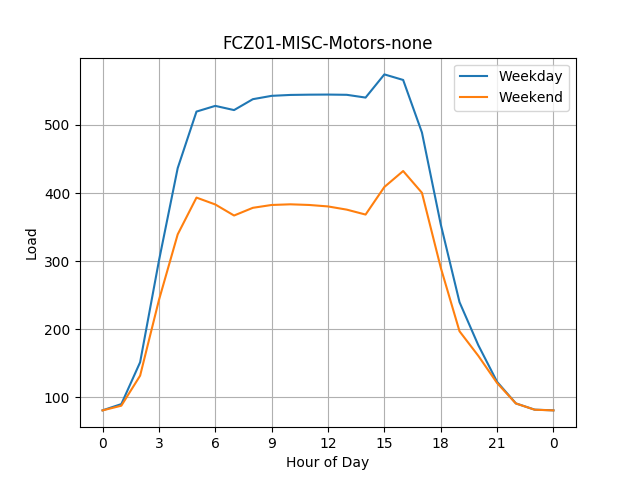 FCZ01-MISC-Motors-none
Weekday
Weekend
Load
500
400
300
200
100
0 3 6 9 12 15 18 21 0
Hour of Day